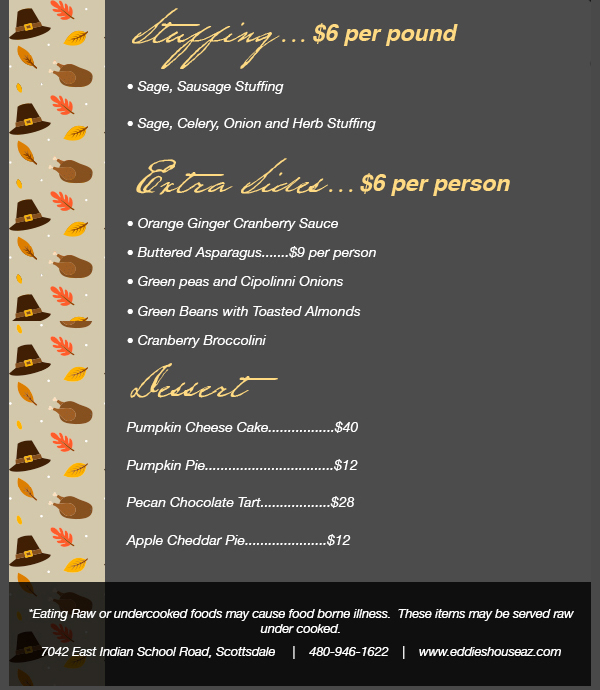 Stuffing... $6 per pound
• Sage, Sausage Stuffing
• Sage, Celery, Onion and Herb Stuffing
Extra Sides... $6 per person
• Orange Ginger Cranberry Sauce
• Buttered Asparagus.......$9 per person
• Green peas and Cipolinni Onions
• Green Beans with Toasted Almonds
• Cranberry Broccolini
Dessert
Pumpkin Cheese Cake.................$40
Pumpkin Pie.................................$12
Pecan Chocolate Tart..................$28
Apple Cheddar Pie.....................$12
*Eating Raw or undercooked foods may cause food borne illness. These items may be served raw
under cooked.
7042 East Indian School Road, Scottsdale | 480-946-1622 | www.eddieshouseaz.com